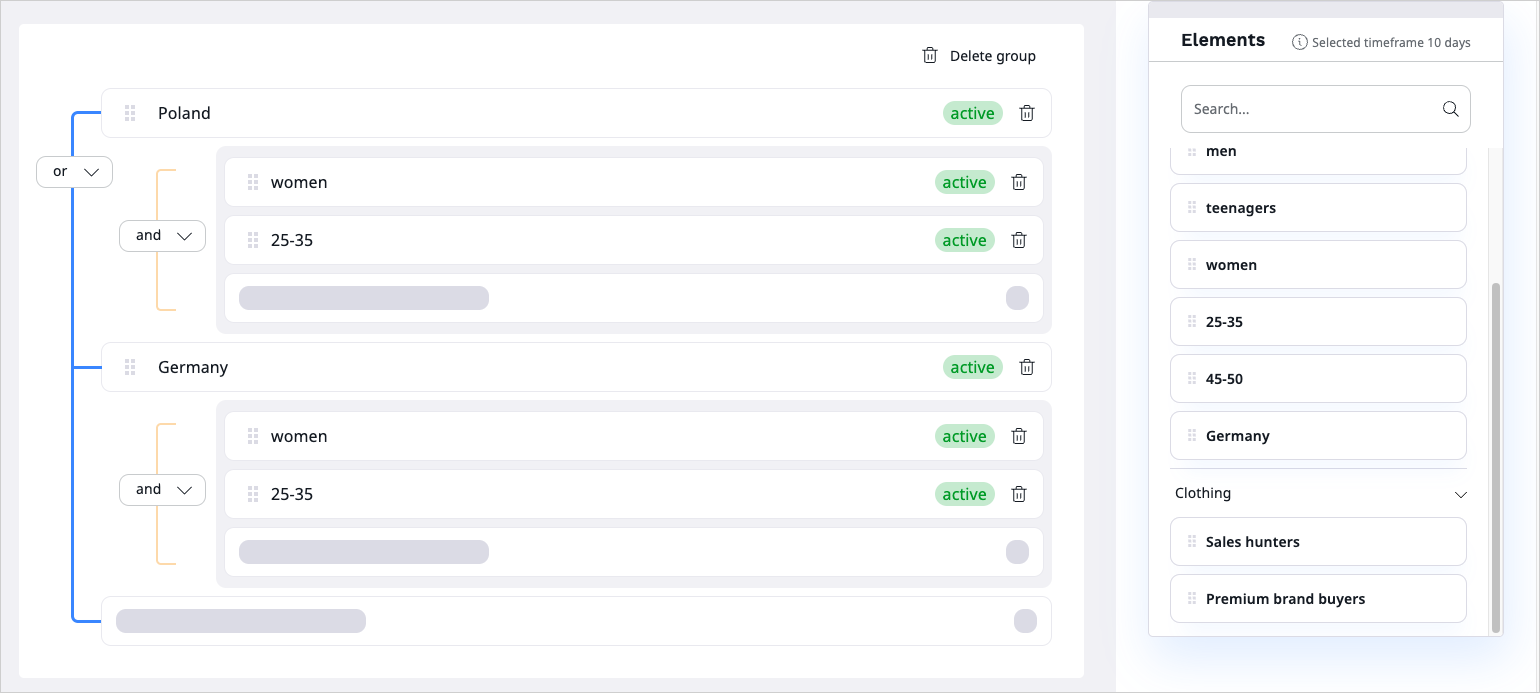 Delete group
Poland active
or
women active
and
25-35 active
Germany active
women active
and
25-35 active
Elements Selected timeframe 10 days
Search...
men
teenagers
women
25-35
45-50
Germany
Clothing
Sales hunters
Premium brand buyers